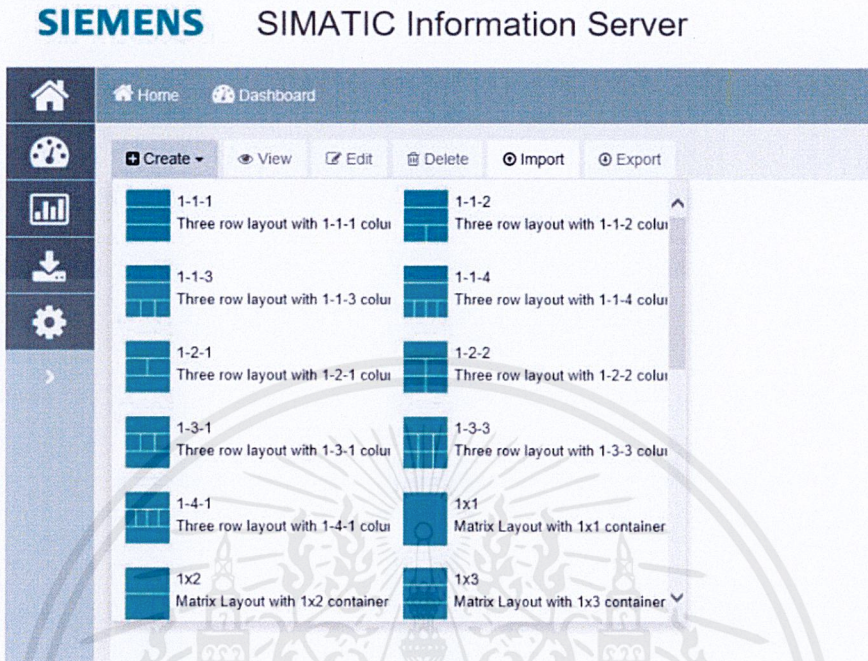 SIEMENS SIMATIC Information Server
Home Dashboard
Create View Edit Delete Import Export
1-1-1
Three row layout with 1-1-1 colu
1-1-2
Three row layout with 1-1-2 colu
1-1-3
Three row layout with 1-1-3 colu
1-1-4
Three row layout with 1-1-4 colu
1-2-1
Three row layout with 1-2-1 colu
1-2-2
Three row layout with 1-2-2 colu
1-3-1
Three row layout with 1-3-1 colu
1-3-3
Three row layout with 1-3-3 colu
1-4-1
Three row layout with 1-4-1 colu
1x1
Matrix Layout with 1x1 container
1x2
Matrix Layout with 1x2 container
1x3
Matrix Layout with 1x3 container